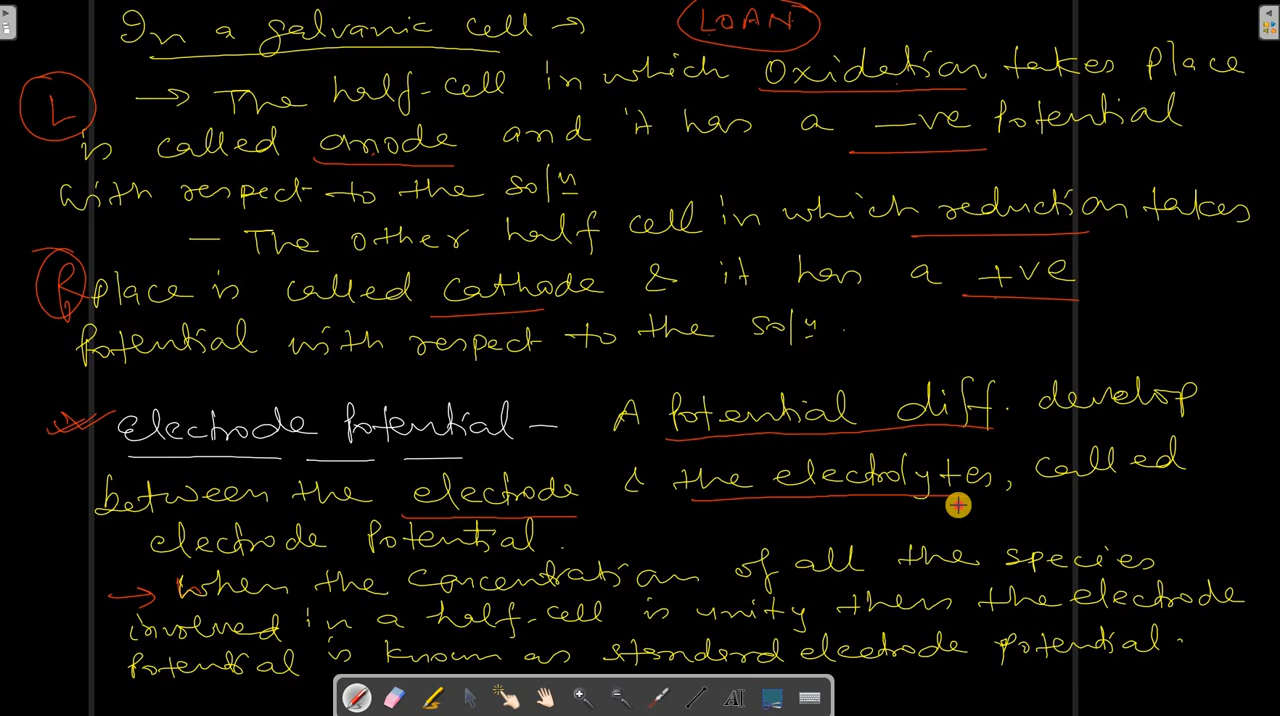 In a galvanic cell →
LOAN
L
→ The half-cell in which oxidation takes place
is called anode and it has a -ve potential
with respect to the solⁿ
- The other half cell in which reduction takes
R
place is called cathode & it has a +ve
potential with respect to the solⁿ.
Electrode potential - A potential diff. develop
between the electrode & the electrolytes, called
electrode potential.
→ When the concentration of all the species
involved in a half-cell is unity then the electrode
potential is known as standard electrode potential.
AI